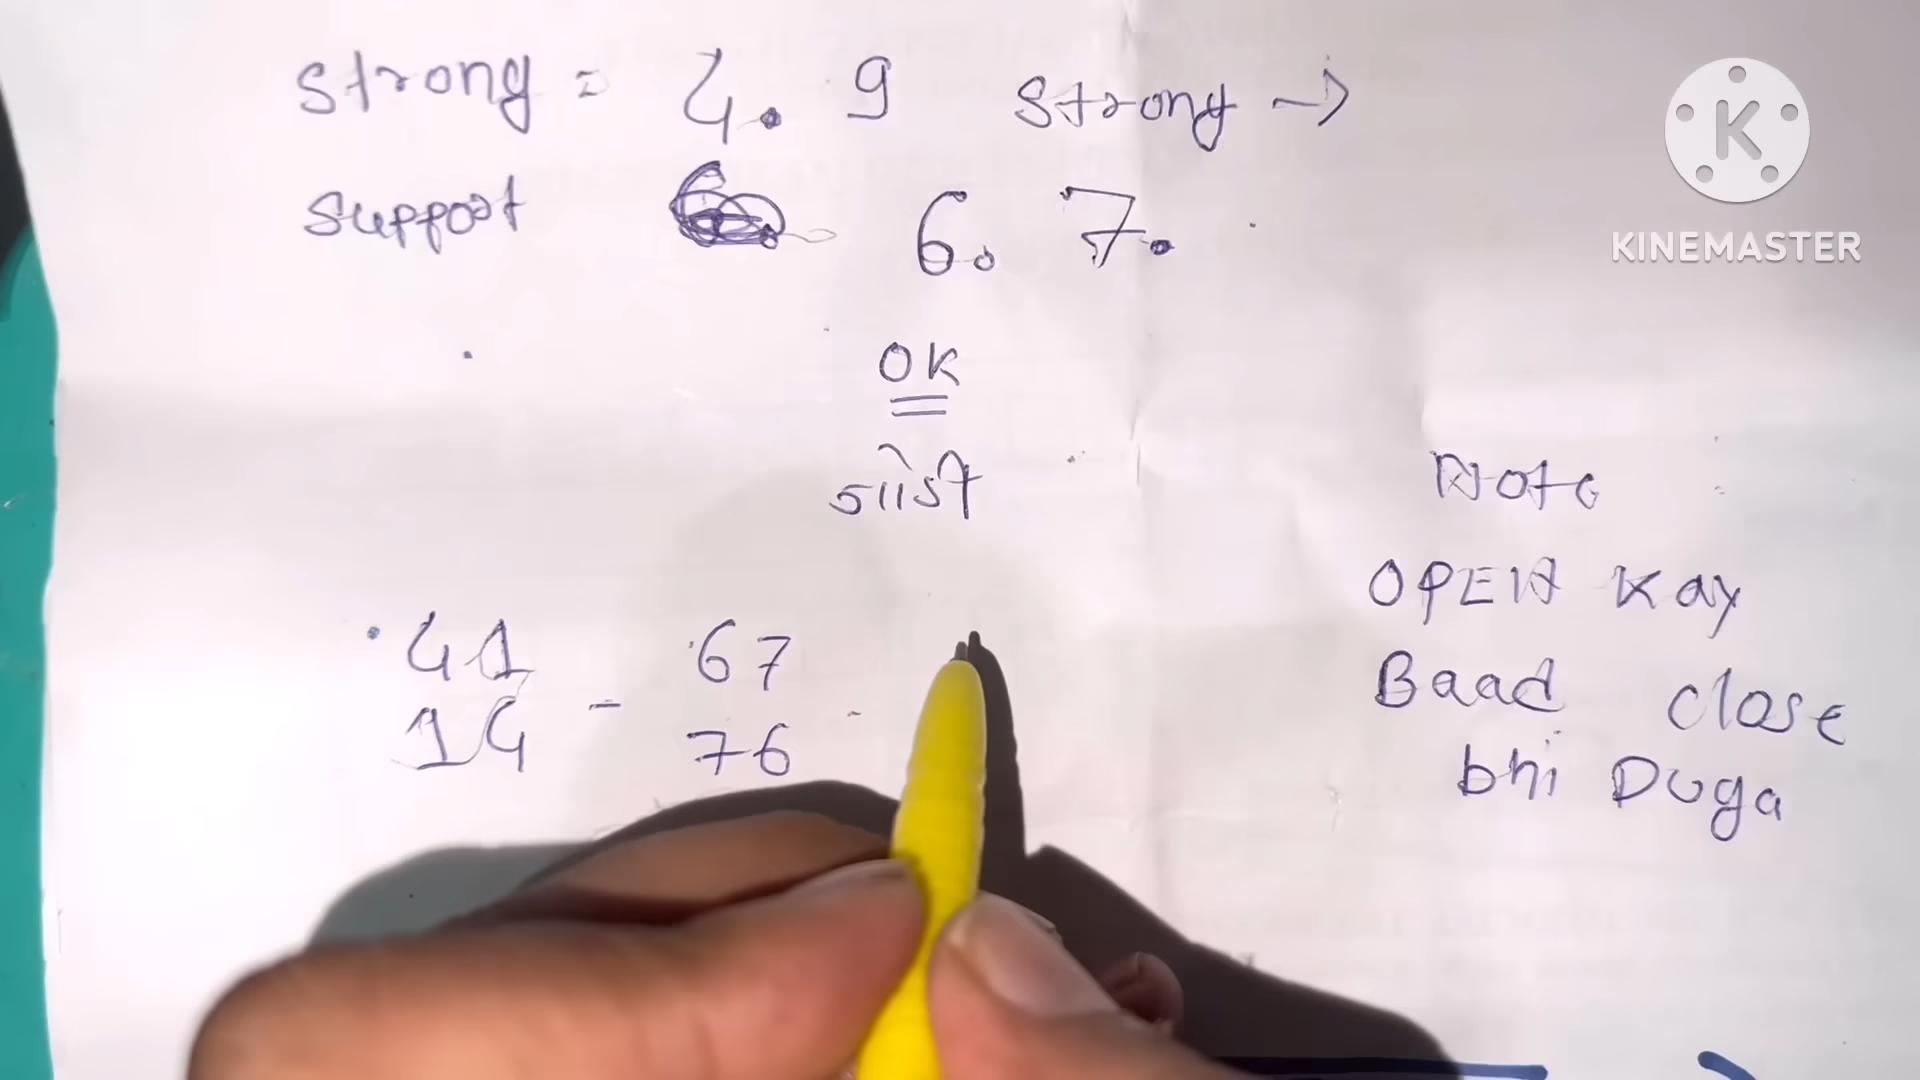 Strong = 4. 9 Strong →
Support 6. 7.
OK
जोडी
Note
OPEN Kay
Baad Close
bhi Duga
41 67
14 - 76 -
K
KINEMASTER